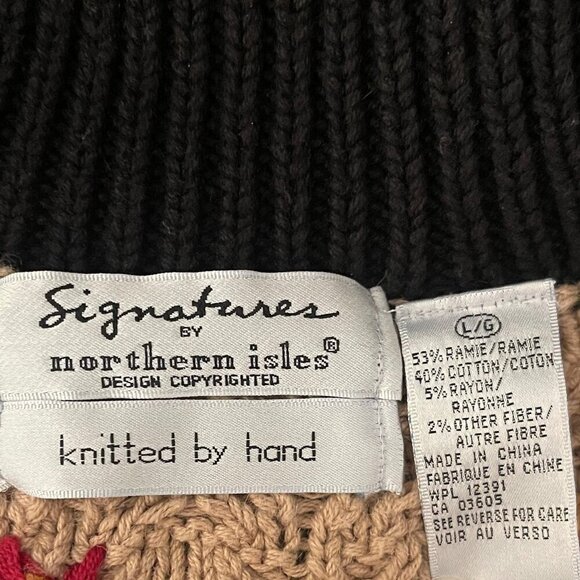 Signatures
BY
northern isles®
DESIGN COPYRIGHTED
knitted by hand
L/G
53% RAMIE/RAMIE
40% COTTON/COTON
5% RAYON/
RAYONNE
2% OTHER FIBER/
AUTRE FIBRE
MADE IN CHINA
FABRIQUE EN CHINE
WPL 12391
CA 03605
SEE REVERSE FOR CARE
VOIR AU VERSO